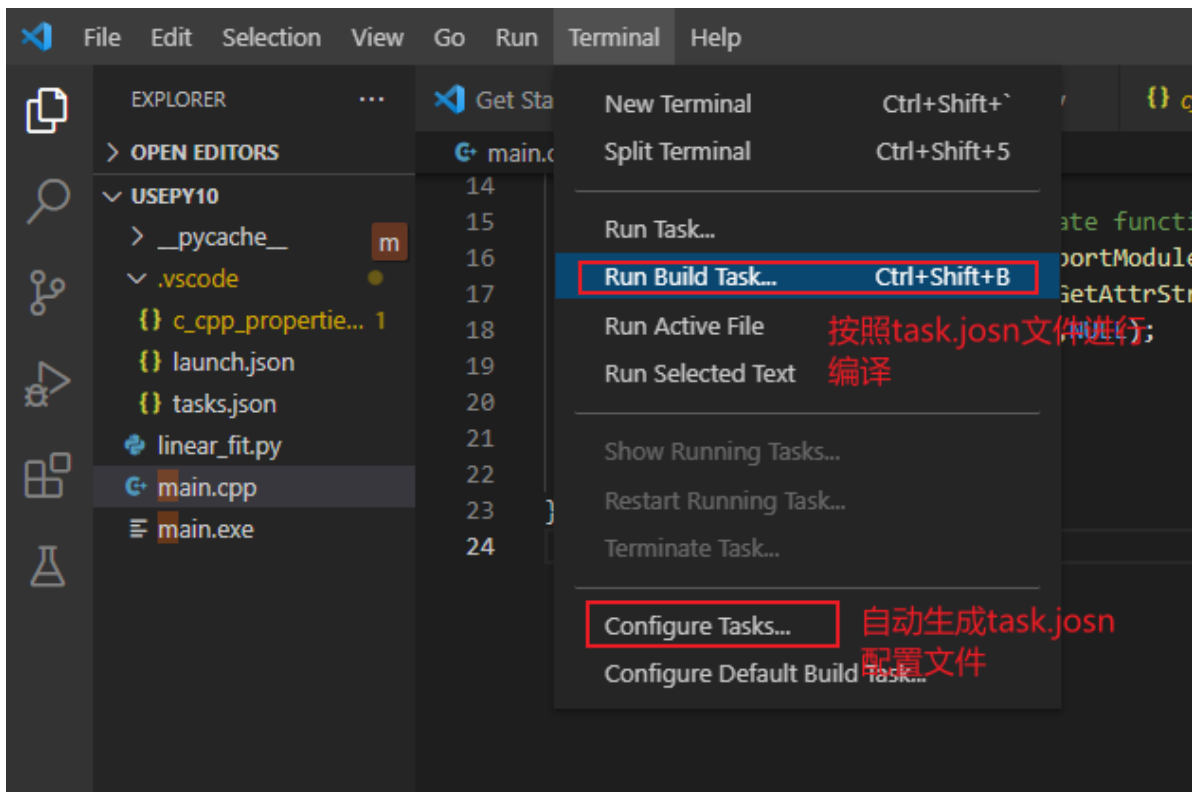 File Edit Selection View Go Run Terminal Help
EXPLORER ...
OPEN EDITORS
USEPY10
__pycache__
m
.vscode
{} c_cpp_propertie... 1
{} launch.json
{} tasks.json
linear_fit.py
main.cpp
main.exe
Get Sta
main.c
14
15
16
17
18
19
20
21
22
23 }
24
New Terminal Ctrl+Shift+`
Split Terminal Ctrl+Shift+5
Run Task...
Run Build Task... Ctrl+Shift+B
Run Active File
Run Selected Text
Show Running Tasks...
Restart Running Task...
Terminate Task...
Configure Tasks...
Configure Default Build Task...
按照task.josn文件进行
编译
自动生成task.josn
配置文件
{} c
ate functi
portModule
GetAttrStr
,NULL);